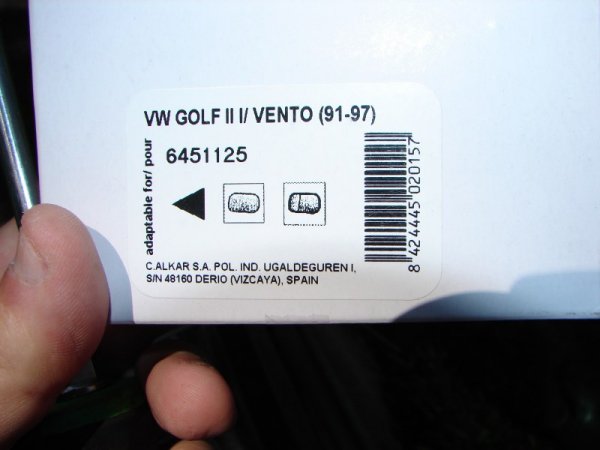 VW GOLF II I/ VENTO (91-97)
adaptable for/ pour
6451125
8 424445 020157
C.ALKAR S.A. POL. IND. UGALDEGUREN I,
S/N 48160 DERIO (VIZCAYA), SPAIN